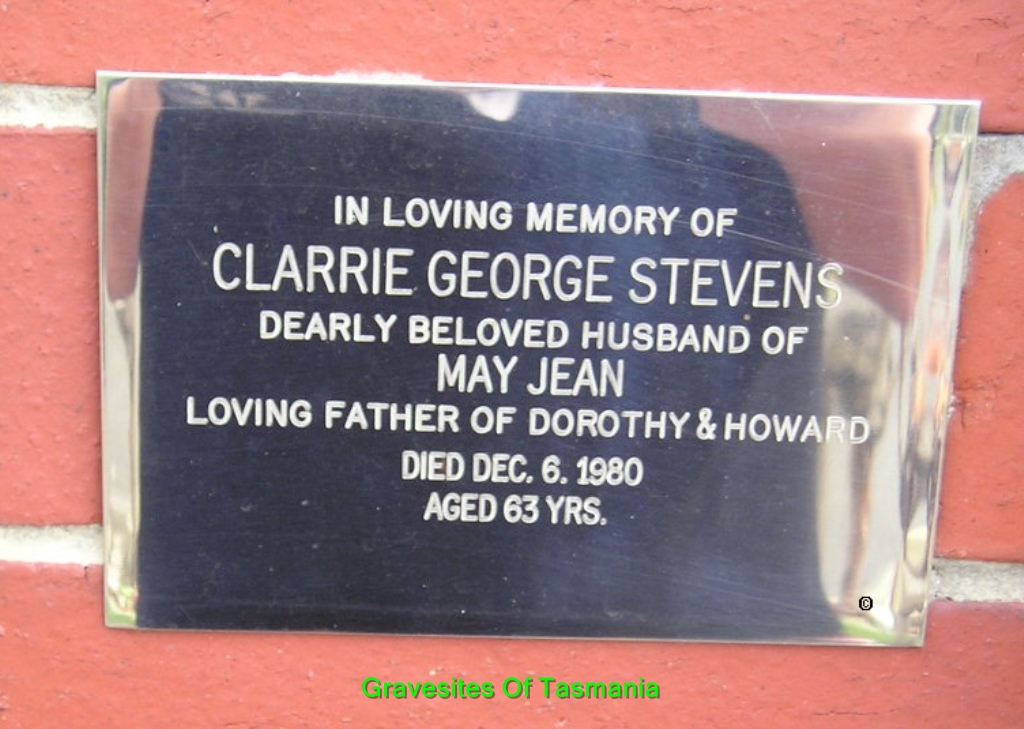 IN LOVING MEMORY OF
CLARRIE GEORGE STEVENS
DEARLY BELOVED HUSBAND OF
MAY JEAN
LOVING FATHER OF DOROTHY & HOWARD
DIED DEC. 6. 1980
AGED 63 YRS.
©
Gravesites Of Tasmania